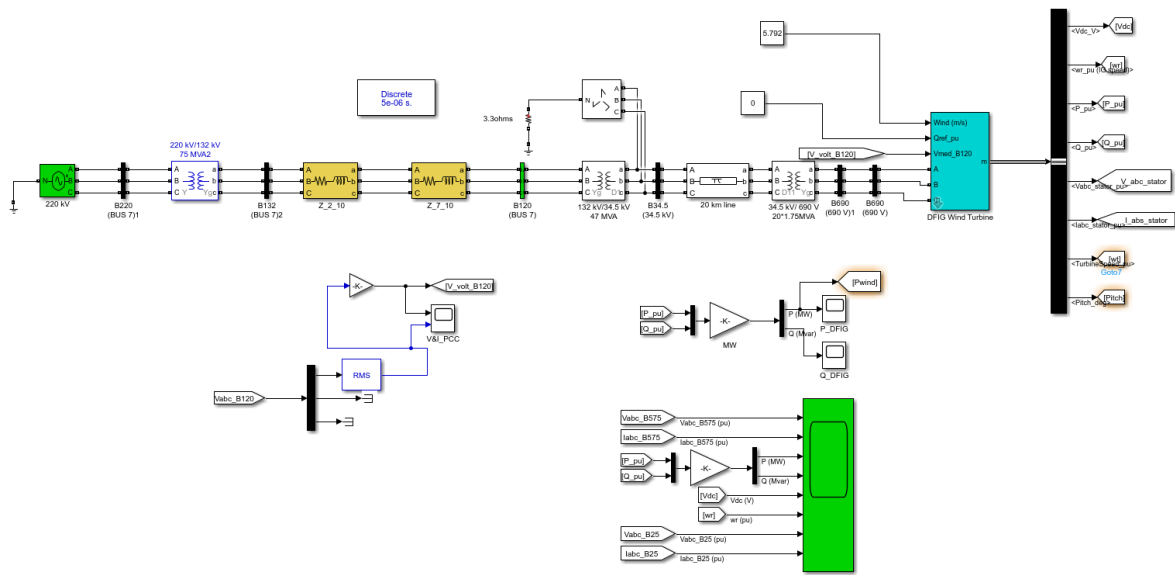 5.792
[Vdc]
<Vdc_V>
[wr]
Discrete
5e-06 s.
N
A
B
C
3.3ohms
0
[P_pu]
<P_pu>
220 kV/132 kV
75 MVA2
Wind (m/s)
Qref_pu
[V_volt_B120]
Vmed_B120
m
[Q_pu]
<Q_pu>
N
A
B
C
A a
B b
C Yg c
A a
B b
C c
A a
B b
C c
A a
B b
C c
A a
B b
C c
A a
B b
C c
A
B
V_abc_stator
<Vabc_stator_pu>
220 kV
B220
(BUS 7)1
B132
(BUS 7)2
Z_2_10
Z_7_10
B120
(BUS 7)
132 kV/34.5 kV
47 MVA
B34.5
(34.5 kV)
20 km line
34.5 kV/ 690 V
20*1.75MVA
B690
(690 V)1
B690
(690 V)
DFIG Wind Turbine
I_abs_stator
<Iabc_stator_pu>
[wt]
<TurbineSpeed_pu>
Goto7
[Pitch]
<Pitch_deg>
-K-
[V_volt_B120]
V&I_PCC
RMS
Vabc_B120
[Pwind]
[P_pu]
[Q_pu]
-K-
MW
P (MW)
P_DFIG
Q (Mvar)
Q_DFIG
Vabc_B575
Vabc_B575 (pu)
Iabc_B575
Iabc_B575 (pu)
[P_pu]
[Q_pu]
-K-
P (MW)
Q (Mvar)
[Vdc]
Vdc (V)
[wr]
wr (pu)
Vabc_B25
Vabc_B25 (pu)
Iabc_B25
Iabc_B25 (pu)